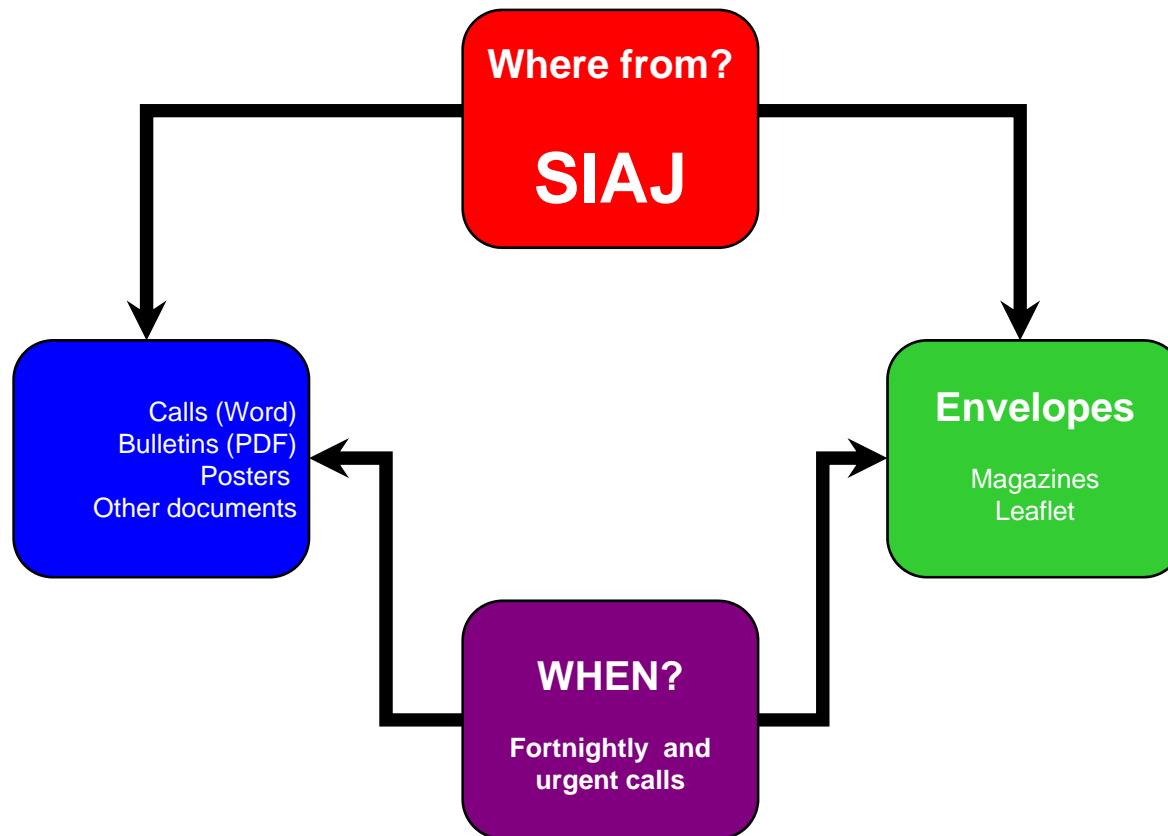 Where from?
SIAJ
Calls (Word)
Bulletins (PDF)
Posters
Other documents
Envelopes
Magazines
Leaflet
WHEN?
Fortnightly and
urgent calls